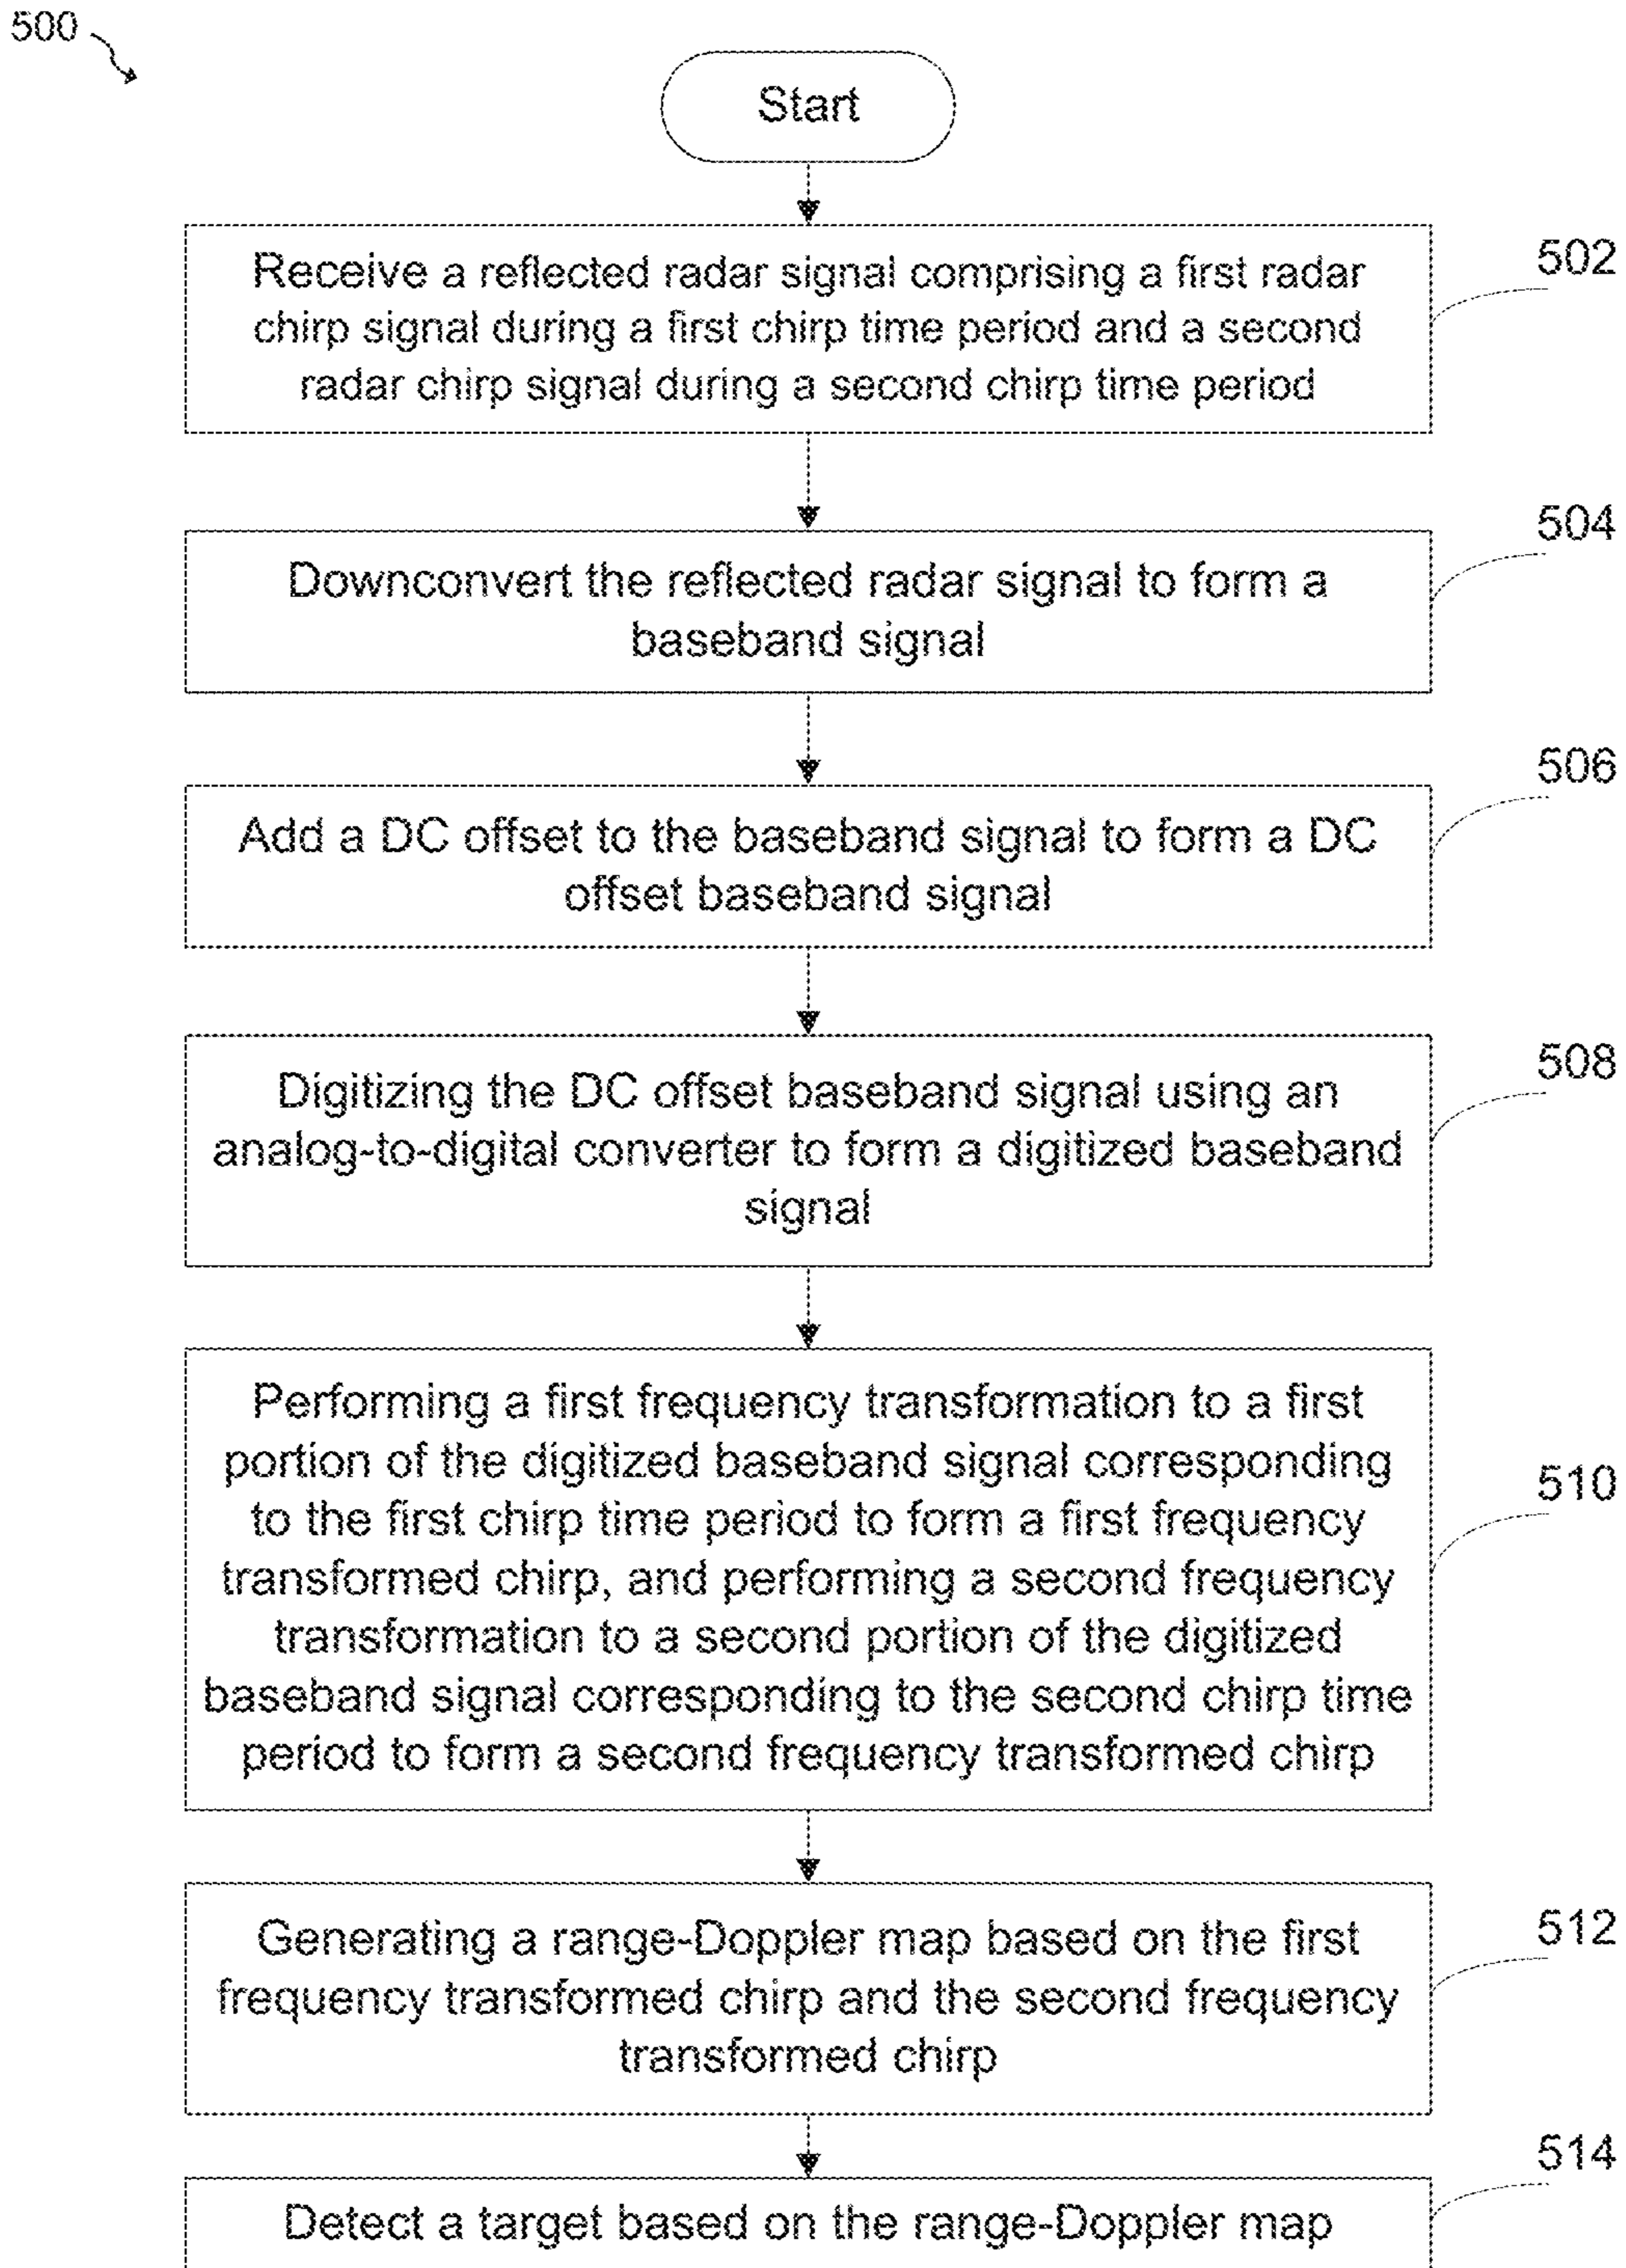 500
Start
Receive a reflected radar signal comprising a first radar
chirp signal during a first chirp time period and a second
radar chirp signal during a second chirp time period
502
Downconvert the reflected radar signal to form a
baseband signal
504
Add a DC offset to the baseband signal to form a DC
offset baseband signal
506
Digitizing the DC offset baseband signal using an
analog-to-digital converter to form a digitized baseband
signal
508
Performing a first frequency transformation to a first
portion of the digitized baseband signal corresponding
to the first chirp time period to form a first frequency
transformed chirp, and performing a second frequency
transformation to a second portion of the digitized
baseband signal corresponding to the second chirp time
period to form a second frequency transformed chirp
510
Generating a range-Doppler map based on the first
frequency transformed chirp and the second frequency
transformed chirp
512
Detect a target based on the range-Doppler map
514